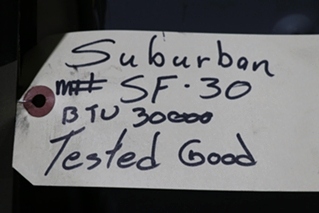 Suburban
SF-30
BTU 30000
Tested Good